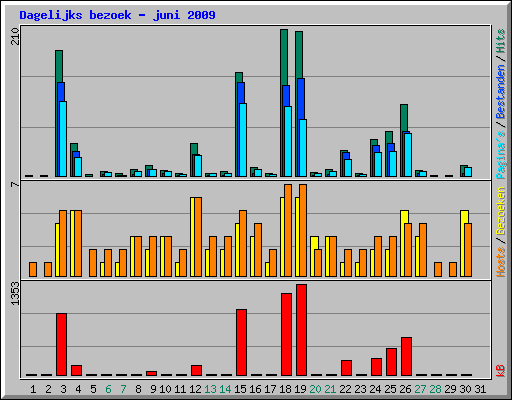 Dagelijks bezoek - juni 2009
210
Pagina's / Bestanden / Hits
7
Hosts / Bezoeken
1353
kB
1 2 3 4 5 6 7 8 9 10 11 12 13 14 15 16 17 18 19 20 21 22 23 24 25 26 27 28 29 30 31